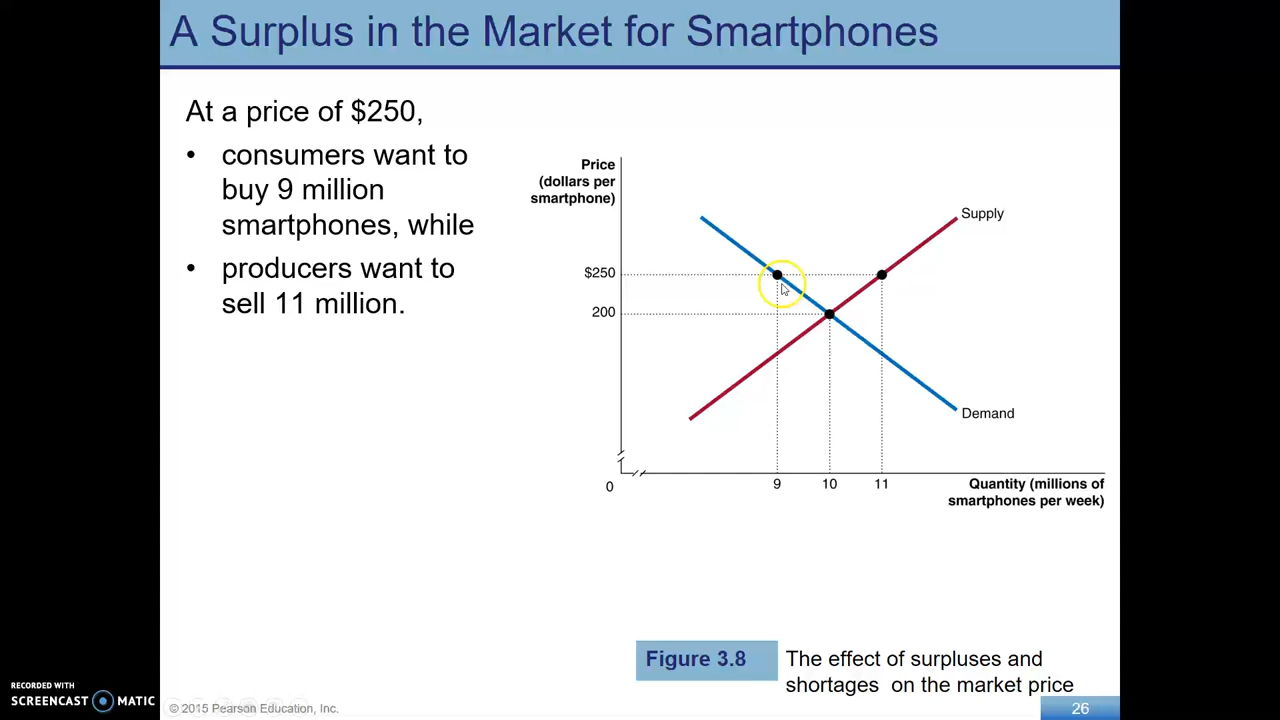 A Surplus in the Market for Smartphones
At a price of $250,
• consumers want to
buy 9 million
smartphones, while
• producers want to
sell 11 million.
Price
(dollars per
smartphone)
Supply
$250
200
Demand
0
9 10 11
Quantity (millions of
smartphones per week)
Figure 3.8
The effect of surpluses and
shortages on the market price
RECORDED WITH
SCREENCAST MATIC
© 2015 Pearson Education, Inc.
26